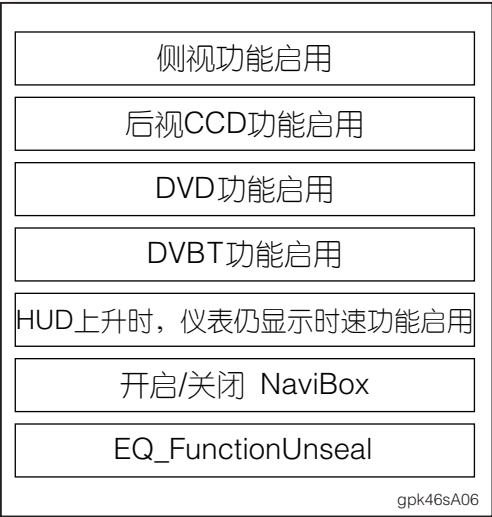 侧视功能启用
后视CCD功能启用
DVD功能启用
DVBT功能启用
HUD上升时，仪表仍显示时速功能启用
开启/关闭 NaviBox
EQ_FunctionUnseal
gpk46sA06